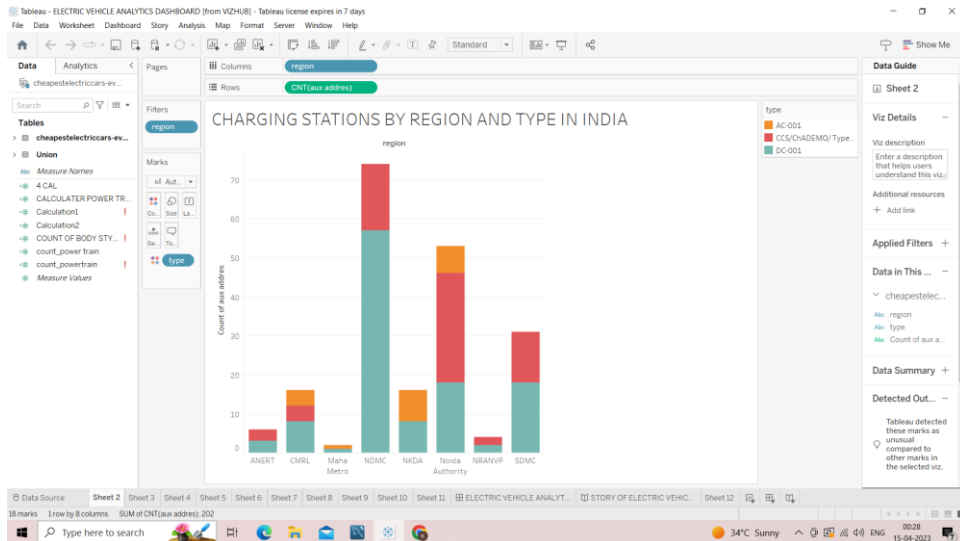 Tableau - ELECTRIC VEHICLE ANALYTICS DASHBOARD [from VIZHUB] - Tableau license expires in 7 days
File Data Worksheet Dashboard Story Analysis Map Format Server Window Help
Standard
Show Me
Data Analytics
Pages
Columns region
Data Guide
cheapestelectriccars-ev...
Rows CNT(aux addres)
Sheet 2
Search
Filters
region
CHARGING STATIONS BY REGION AND TYPE IN INDIA
type
AC-001
CCS/ChADEMO/ Type...
DC-001
Viz Details
Tables
cheapestelectriccars-ev...
Union
Measure Names
4 CAL
CALCULATER POWER TR...
Calculation1
Calculation2
COUNT OF BODY STY...
count_power train
count_powertrain
Measure Values
Marks
Aut...
Co... Size La...
De... To...
type
region
Count of aux addres
70
60
50
40
30
20
10
0
ANERT CMRL Maha Metro NDMC NKDA Noida Authority NRANVP SDMC
Viz description
Enter a description
that helps users
understand this viz.
Additional resources
Add link
Applied Filters
Data in This ...
cheapestelec...
Abc region
Abc type
Abc Count of aux a...
Data Summary
Detected Out...
Tableau detected
these marks as
unusual
compared to
other marks in
the selected viz.
Data Source Sheet 2 Sheet 3 Sheet 4 Sheet 5 Sheet 6 Sheet 7 Sheet 8 Sheet 9 Sheet 10 Sheet 11 ELECTRIC VEHICLE ANALYT... STORY OF ELECTRIC VEHIC... Sheet 12
18 marks 1 row by 8 columns SUM of CNT(aux addres): 202
Type here to search
34°C Sunny
ENG
00:28
15-04-2023